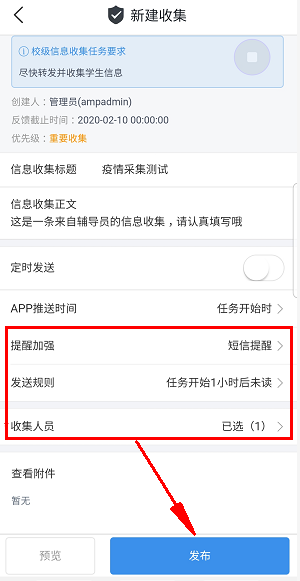 新建收集
校级信息收集任务要求
尽快转发并收集学生信息
创建人：管理员(ampadmin)
反馈截止时间：2020-02-10 00:00:00
优先级：重要收集
信息收集标题 疫情采集测试
信息收集正文
这是一条来自辅导员的信息收集，请认真填写哦
定时发送
APP推送时间 任务开始时
提醒加强 短信提醒
发送规则 任务开始1小时后未读
收集人员 已选（1）
查看附件
暂无
预览 发布